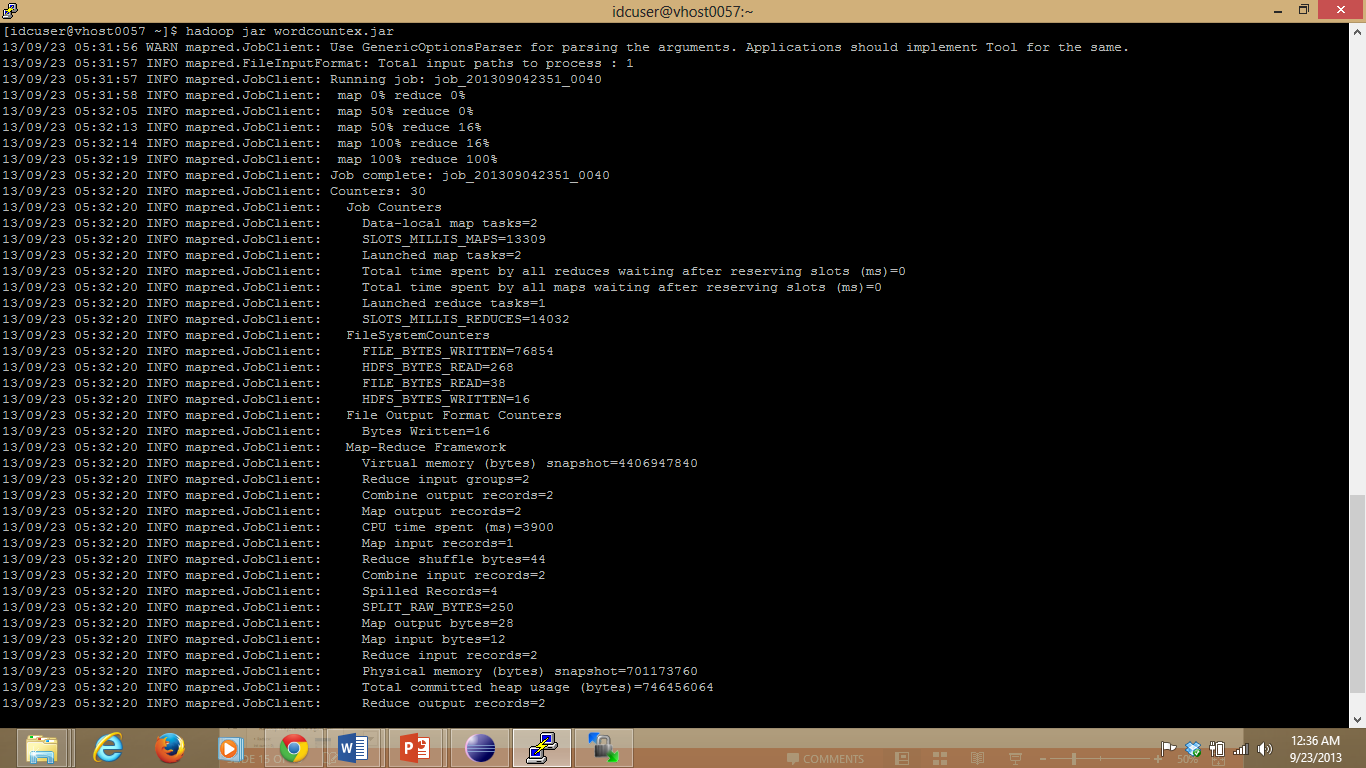 idcuser@vhost0057:~
[idcuser@vhost0057 ~]$ hadoop jar wordcountex.jar
13/09/23 05:31:56 WARN mapred.JobClient: Use GenericOptionsParser for parsing the arguments. Applications should implement Tool for the same.
13/09/23 05:31:57 INFO mapred.FileInputFormat: Total input paths to process : 1
13/09/23 05:31:57 INFO mapred.JobClient: Running job: job_201309042351_0040
13/09/23 05:31:58 INFO mapred.JobClient:  map 0% reduce 0%
13/09/23 05:32:05 INFO mapred.JobClient:  map 50% reduce 0%
13/09/23 05:32:13 INFO mapred.JobClient:  map 50% reduce 16%
13/09/23 05:32:14 INFO mapred.JobClient:  map 100% reduce 16%
13/09/23 05:32:19 INFO mapred.JobClient:  map 100% reduce 100%
13/09/23 05:32:20 INFO mapred.JobClient: Job complete: job_201309042351_0040
13/09/23 05:32:20 INFO mapred.JobClient: Counters: 30
13/09/23 05:32:20 INFO mapred.JobClient:   Job Counters
13/09/23 05:32:20 INFO mapred.JobClient:     Data-local map tasks=2
13/09/23 05:32:20 INFO mapred.JobClient:     SLOTS_MILLIS_MAPS=13309
13/09/23 05:32:20 INFO mapred.JobClient:     Launched map tasks=2
13/09/23 05:32:20 INFO mapred.JobClient:     Total time spent by all reduces waiting after reserving slots (ms)=0
13/09/23 05:32:20 INFO mapred.JobClient:     Total time spent by all maps waiting after reserving slots (ms)=0
13/09/23 05:32:20 INFO mapred.JobClient:     Launched reduce tasks=1
13/09/23 05:32:20 INFO mapred.JobClient:     SLOTS_MILLIS_REDUCES=14032
13/09/23 05:32:20 INFO mapred.JobClient:   FileSystemCounters
13/09/23 05:32:20 INFO mapred.JobClient:     FILE_BYTES_WRITTEN=76854
13/09/23 05:32:20 INFO mapred.JobClient:     HDFS_BYTES_READ=268
13/09/23 05:32:20 INFO mapred.JobClient:     FILE_BYTES_READ=38
13/09/23 05:32:20 INFO mapred.JobClient:     HDFS_BYTES_WRITTEN=16
13/09/23 05:32:20 INFO mapred.JobClient:   File Output Format Counters
13/09/23 05:32:20 INFO mapred.JobClient:     Bytes Written=16
13/09/23 05:32:20 INFO mapred.JobClient:   Map-Reduce Framework
13/09/23 05:32:20 INFO mapred.JobClient:     Virtual memory (bytes) snapshot=4406947840
13/09/23 05:32:20 INFO mapred.JobClient:     Reduce input groups=2
13/09/23 05:32:20 INFO mapred.JobClient:     Combine output records=2
13/09/23 05:32:20 INFO mapred.JobClient:     Map output records=2
13/09/23 05:32:20 INFO mapred.JobClient:     CPU time spent (ms)=3900
13/09/23 05:32:20 INFO mapred.JobClient:     Map input records=1
13/09/23 05:32:20 INFO mapred.JobClient:     Reduce shuffle bytes=44
13/09/23 05:32:20 INFO mapred.JobClient:     Combine input records=2
13/09/23 05:32:20 INFO mapred.JobClient:     Spilled Records=4
13/09/23 05:32:20 INFO mapred.JobClient:     SPLIT_RAW_BYTES=250
13/09/23 05:32:20 INFO mapred.JobClient:     Map output bytes=28
13/09/23 05:32:20 INFO mapred.JobClient:     Map input bytes=12
13/09/23 05:32:20 INFO mapred.JobClient:     Reduce input records=2
13/09/23 05:32:20 INFO mapred.JobClient:     Physical memory (bytes) snapshot=701173760
13/09/23 05:32:20 INFO mapred.JobClient:     Total committed heap usage (bytes)=746456064
13/09/23 05:32:20 INFO mapred.JobClient:     Reduce output records=2
12:36 AM
COMMENTS
50%
9/23/2013